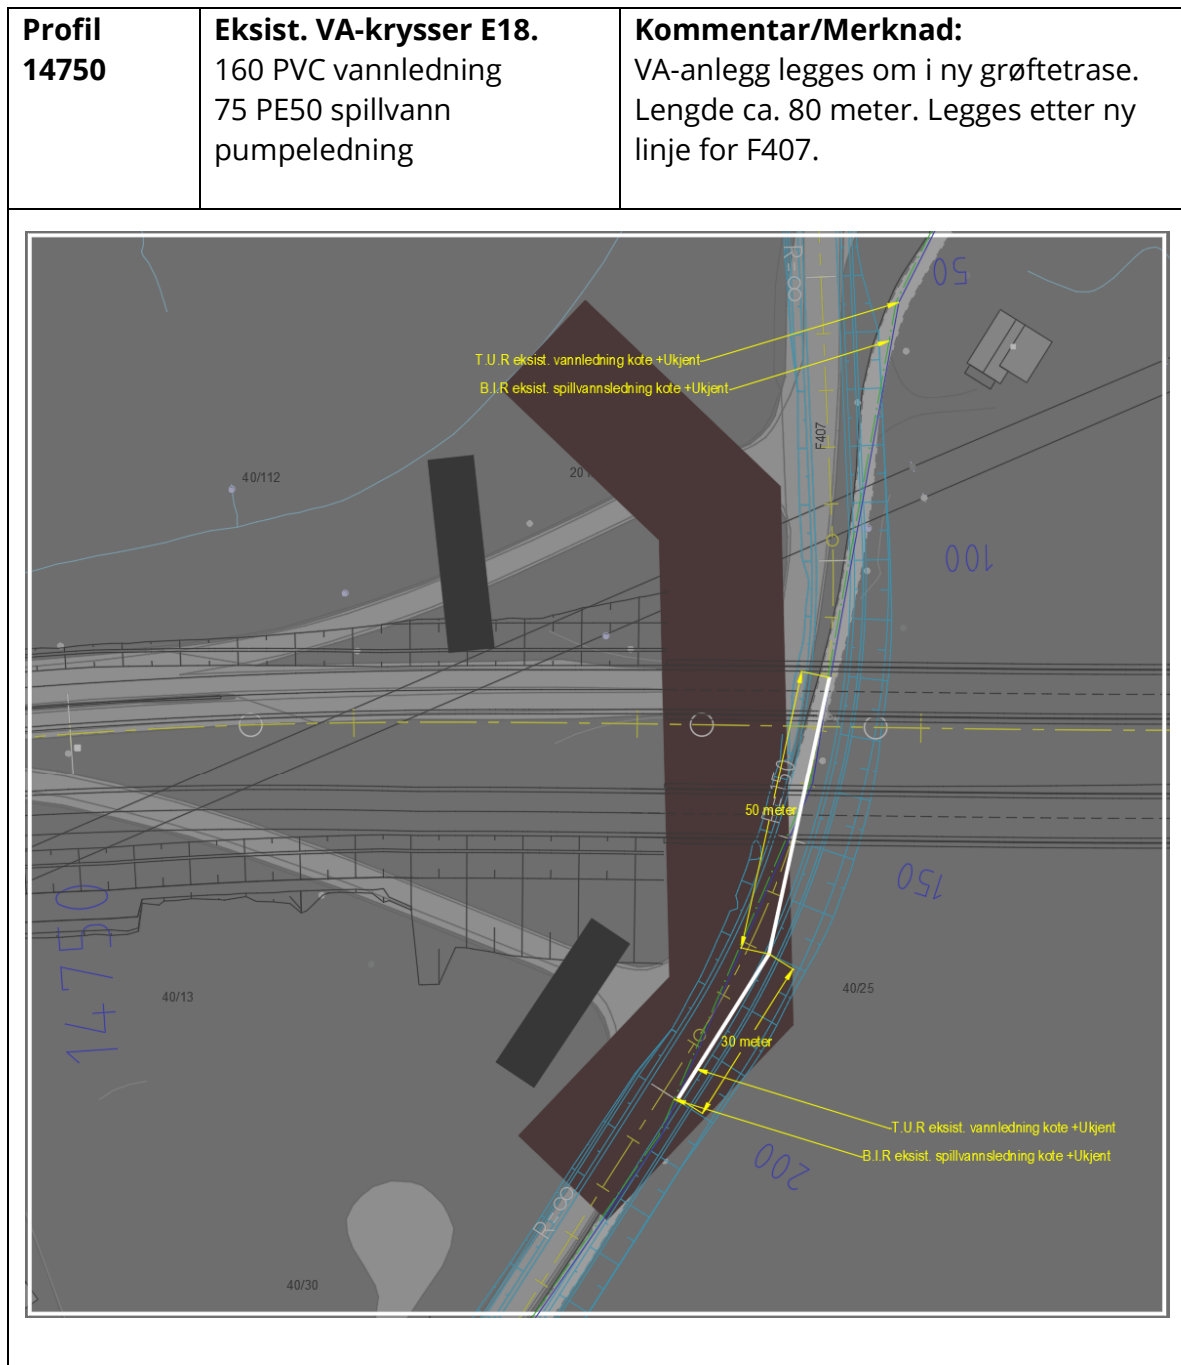 Profil
14750
Eksist. VA-krysser E18.
160 PVC vannledning
75 PE50 spillvann
pumpeledning
Kommentar/Merknad:
VA-anlegg legges om i ny grøftetrase.
Lengde ca. 80 meter. Legges etter ny
linje for F407.
R=∞
50
T.U.R eksist. vannledning kote +Ukjent
B.I.R eksist. spillvannsledning kote +Ukjent
F407
40/112
20
100
150
50 meter
150
14750
40/13
40/25
30 meter
T.U.R eksist. vannledning kote +Ukjent
B.I.R eksist. spillvannsledning kote +Ukjent
200
R=∞
40/30